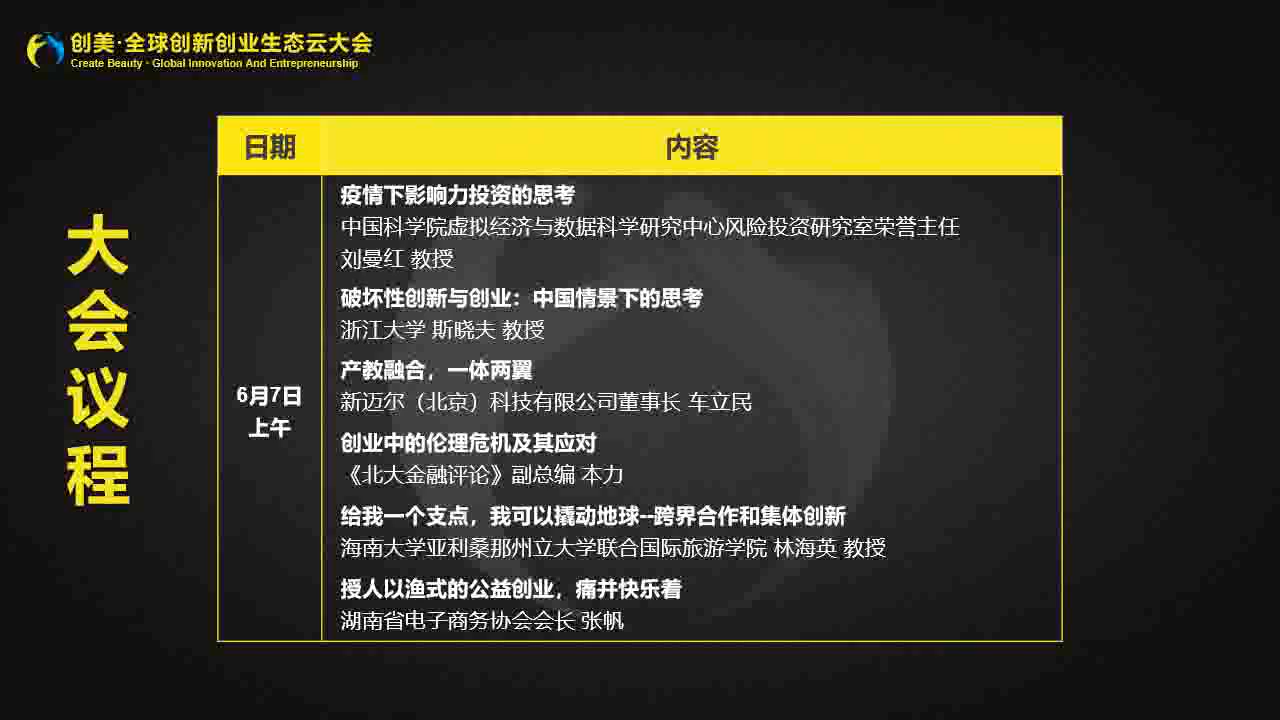 创美·全球创新创业生态云大会
Create Beauty · Global Innovation And Entrepreneurship
大会议程
日期
内容
6月7日
上午
疫情下影响力投资的思考
中国科学院虚拟经济与数据科学研究中心风险投资研究室荣誉主任
刘曼红 教授
破坏性创新与创业：中国情景下的思考
浙江大学 斯晓夫 教授
产教融合，一体两翼
新迈尔（北京）科技有限公司董事长 车立民
创业中的伦理危机及其应对
《北大金融评论》副总编 本力
给我一个支点，我可以撬动地球--跨界合作和集体创新
海南大学亚利桑那州立大学联合国际旅游学院 林海英 教授
授人以渔式的公益创业，痛并快乐着
湖南省电子商务协会会长 张帆